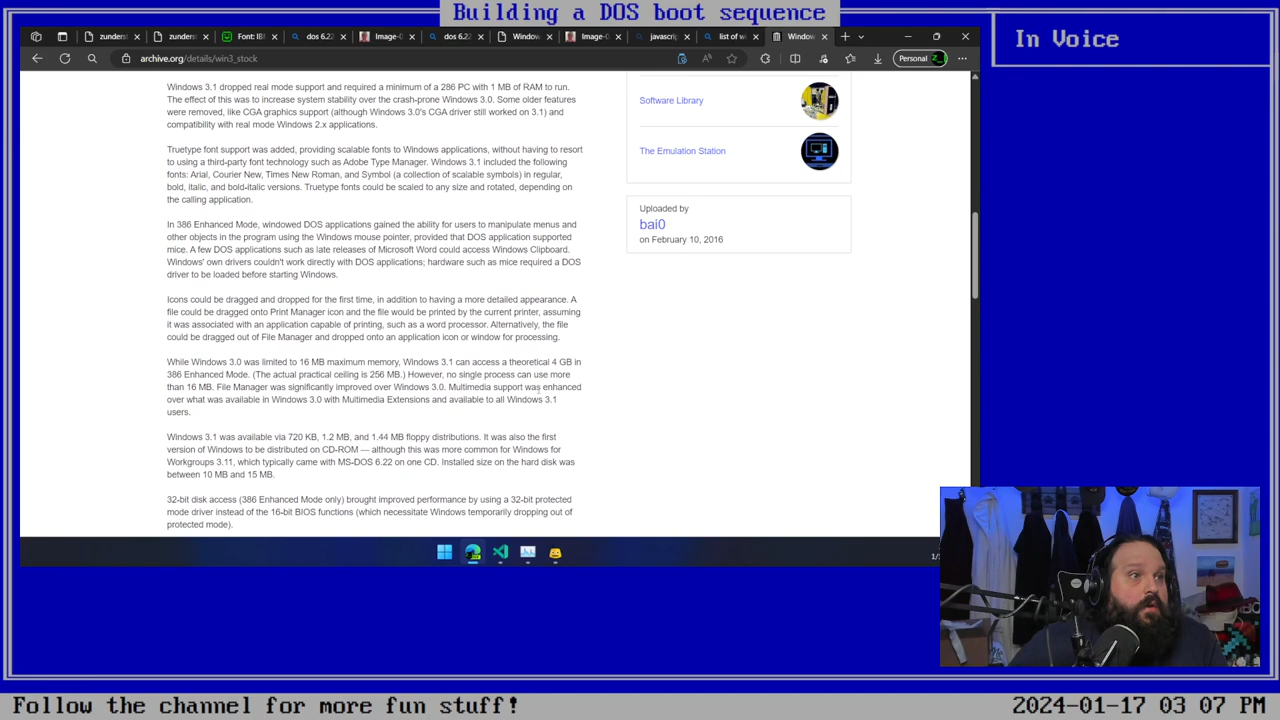 Building a DOS boot sequence
In Voice
zunderst
zunderst
Font: IBM
dos 6.22
Image-0
dos 6.22
Window
Image-0
javascrip
list of w
Window
archive.org/details/win3_stock
Personal
Windows 3.1 dropped real mode support and required a minimum of a 286 PC with 1 MB of RAM to run.
The effect of this was to increase system stability over the crash-prone Windows 3.0. Some older features
were removed, like CGA graphics support (although Windows 3.0's CGA driver still worked on 3.1) and
compatibility with real mode Windows 2.x applications.
Truetype font support was added, providing scalable fonts to Windows applications, without having to resort
to using a third-party font technology such as Adobe Type Manager. Windows 3.1 included the following
fonts: Arial, Courier New, Times New Roman, and Symbol (a collection of scalable symbols) in regular,
bold, italic, and bold-italic versions. Truetype fonts could be scaled to any size and rotated, depending on
the calling application.
In 386 Enhanced Mode, windowed DOS applications gained the ability for users to manipulate menus and
other objects in the program using the Windows mouse pointer, provided that DOS application supported
mice. A few DOS applications such as late releases of Microsoft Word could access Windows Clipboard.
Windows' own drivers couldn't work directly with DOS applications; hardware such as mice required a DOS
driver to be loaded before starting Windows.
Icons could be dragged and dropped for the first time, in addition to having a more detailed appearance. A
file could be dragged onto Print Manager icon and the file would be printed by the current printer, assuming
it was associated with an application capable of printing, such as a word processor. Alternatively, the file
could be dragged out of File Manager and dropped onto an application icon or window for processing.
While Windows 3.0 was limited to 16 MB maximum memory, Windows 3.1 can access a theoretical 4 GB in
386 Enhanced Mode. (The actual practical ceiling is 256 MB.) However, no single process can use more
than 16 MB. File Manager was significantly improved over Windows 3.0. Multimedia support was enhanced
over what was available in Windows 3.0 with Multimedia Extensions and available to all Windows 3.1
users.
Windows 3.1 was available via 720 KB, 1.2 MB, and 1.44 MB floppy distributions. It was also the first
version of Windows to be distributed on CD-ROM — although this was more common for Windows for
Workgroups 3.11, which typically came with MS-DOS 6.22 on one CD. Installed size on the hard disk was
between 10 MB and 15 MB.
32-bit disk access (386 Enhanced Mode only) brought improved performance by using a 32-bit protected
mode driver instead of the 16-bit BIOS functions (which necessitate Windows temporarily dropping out of
protected mode).
Software Library
The Emulation Station
Uploaded by
bai0
on February 10, 2016
Follow the channel for more fun stuff!
2024-01-17 03 07 PM